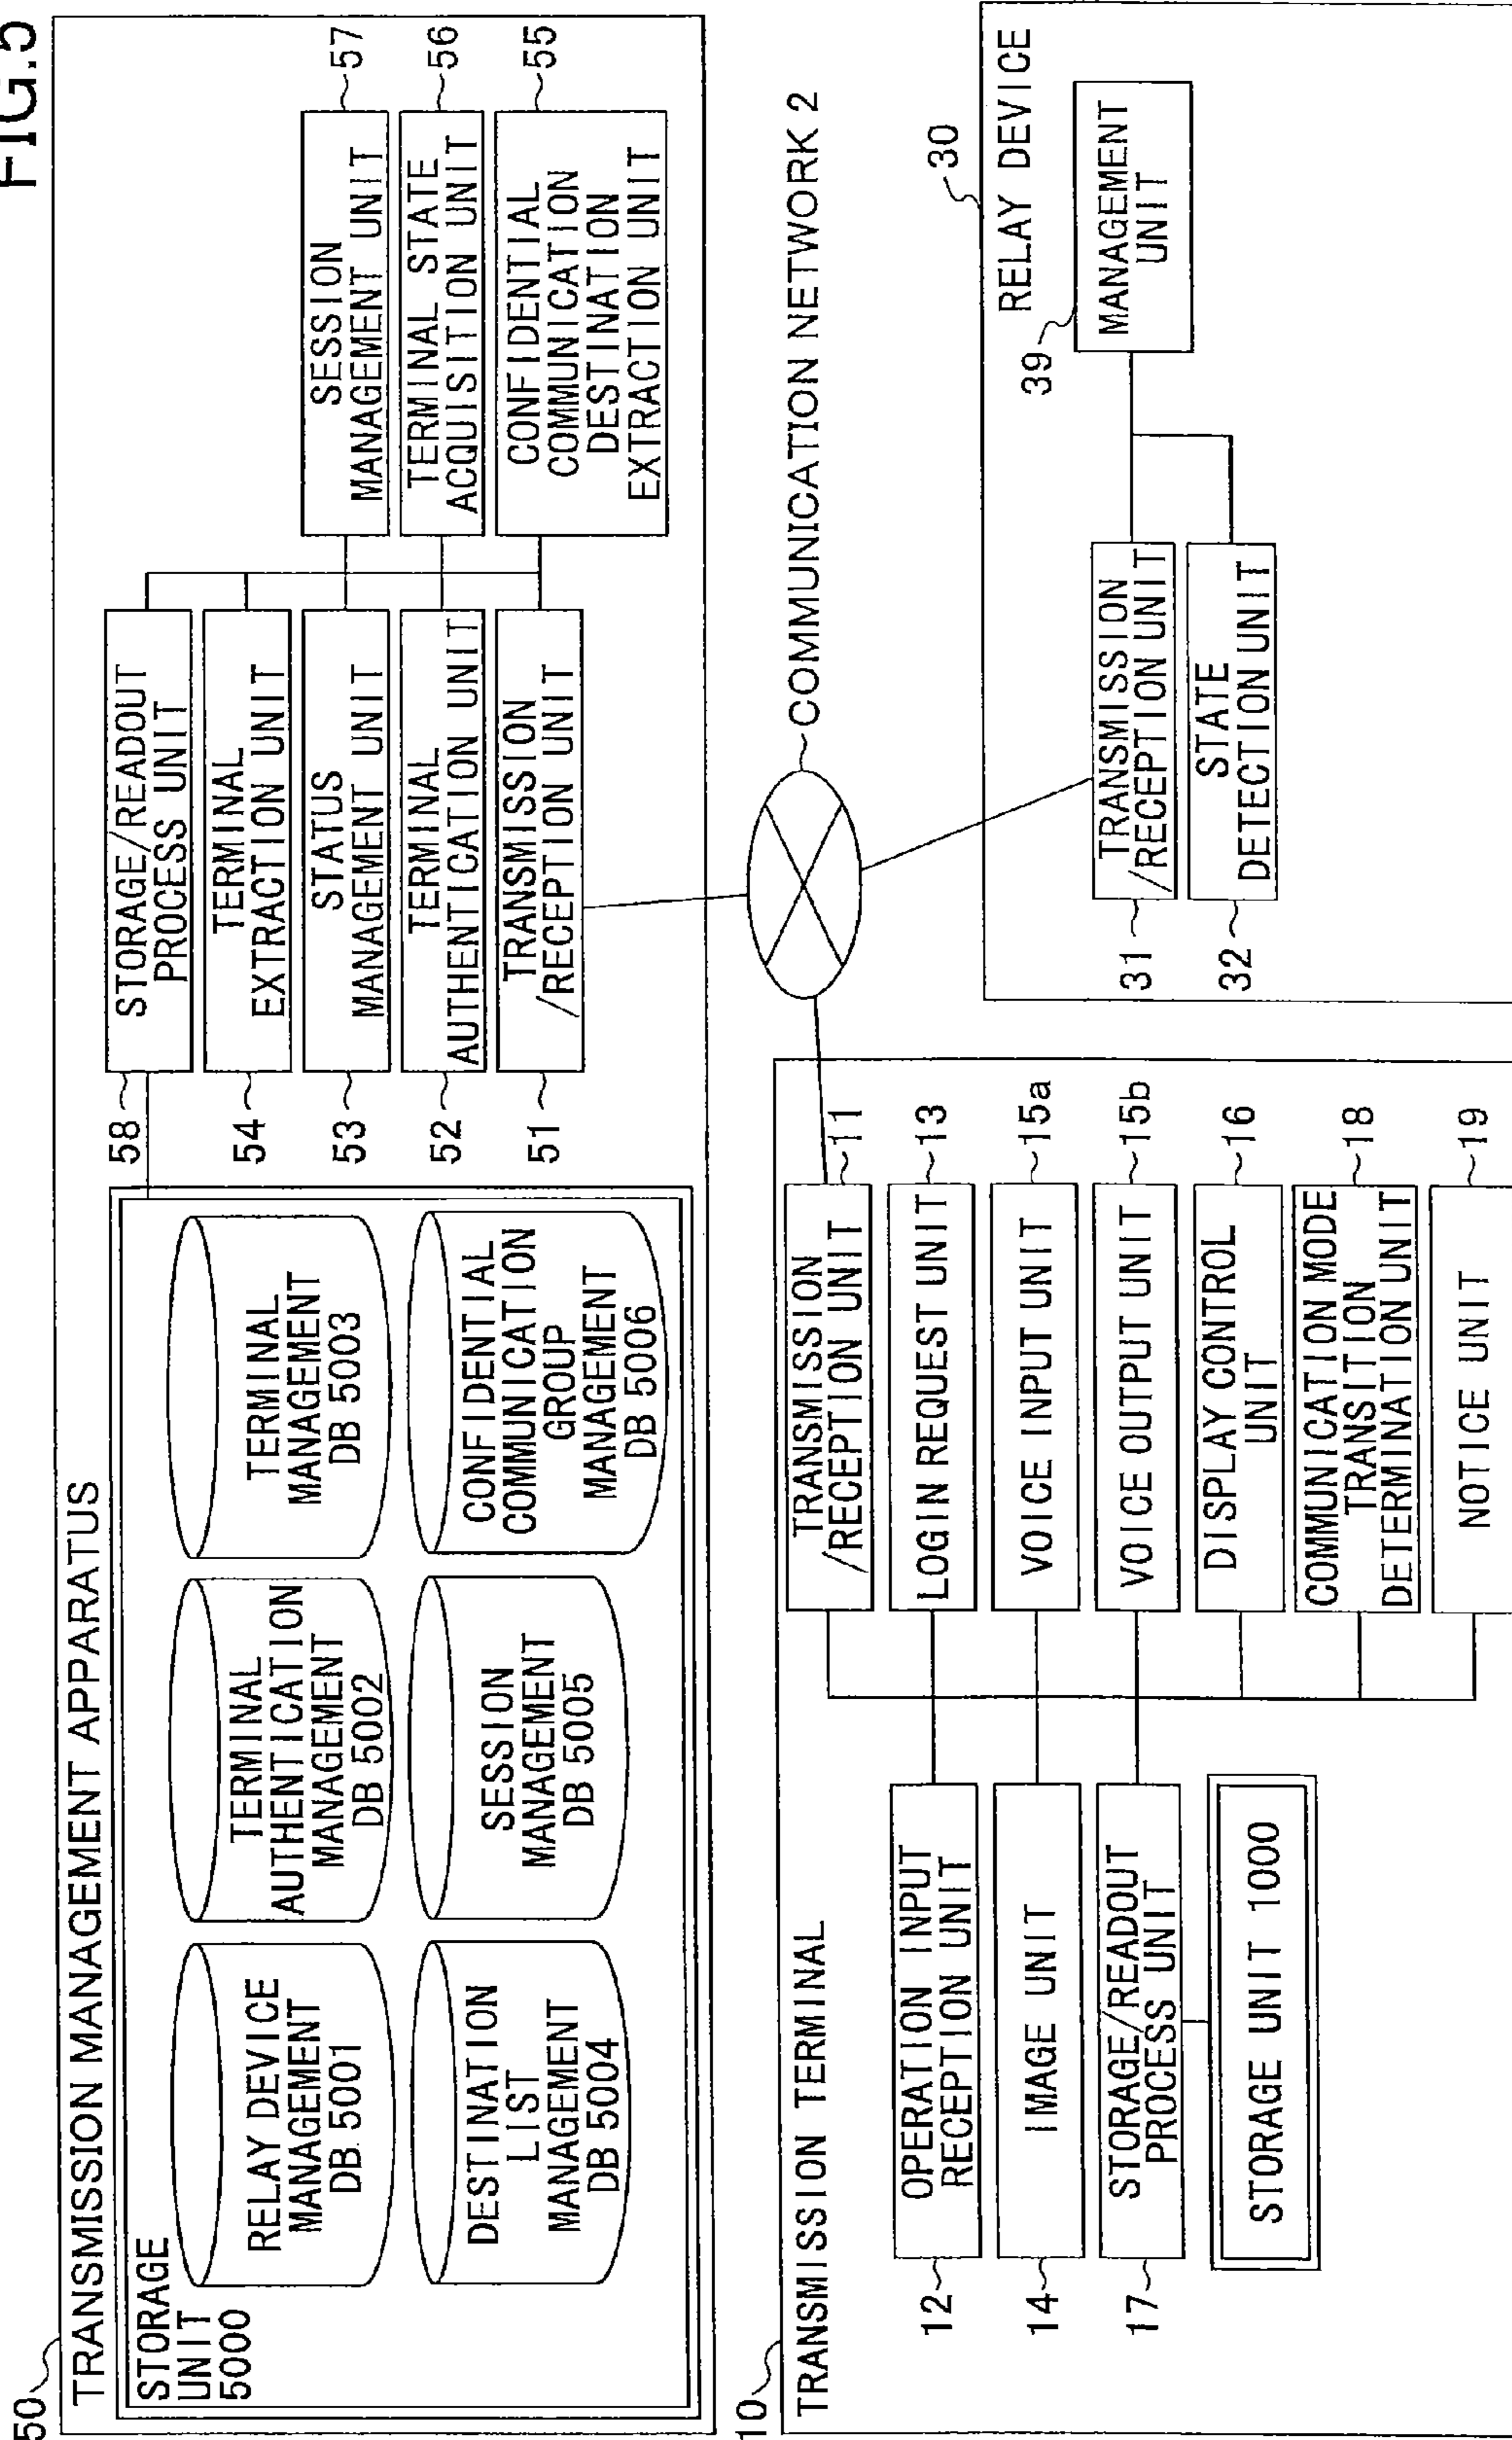 FIG.5
50
TRANSMISSION MANAGEMENT APPARATUS
STORAGE
UNIT
5000
RELAY DEVICE
MANAGEMENT
DB 5001
TERMINAL
AUTHENTICATION
MANAGEMENT
DB 5002
TERMINAL
MANAGEMENT
DB 5003
DESTINATION
LIST
MANAGEMENT
DB 5004
SESSION
MANAGEMENT
DB 5005
CONFIDENTIAL
COMMUNICATION
GROUP
MANAGEMENT
DB 5006
58
STORAGE/READOUT
PROCESS UNIT
54
TERMINAL
EXTRACTION UNIT
53
STATUS
MANAGEMENT UNIT
52
TERMINAL
AUTHENTICATION UNIT
51
TRANSMISSION
/RECEPTION UNIT
SESSION
MANAGEMENT UNIT
57
TERMINAL STATE
ACQUISITION UNIT
56
CONFIDENTIAL
COMMUNICATION
DESTINATION
EXTRACTION UNIT
55
COMMUNICATION NETWORK 2
10
TRANSMISSION TERMINAL
12
OPERATION INPUT
RECEPTION UNIT
14
IMAGE UNIT
17
STORAGE/READOUT
PROCESS UNIT
STORAGE UNIT 1000
TRANSMISSION
/RECEPTION UNIT
11
LOGIN REQUEST UNIT
13
VOICE INPUT UNIT
15a
VOICE OUTPUT UNIT
15b
DISPLAY CONTROL
UNIT
16
COMMUNICATION MODE
TRANSITION
DETERMINATION UNIT
18
NOTICE UNIT
19
30
RELAY DEVICE
31
TRANSMISSION
/RECEPTION UNIT
32
STATE
DETECTION UNIT
39
MANAGEMENT
UNIT